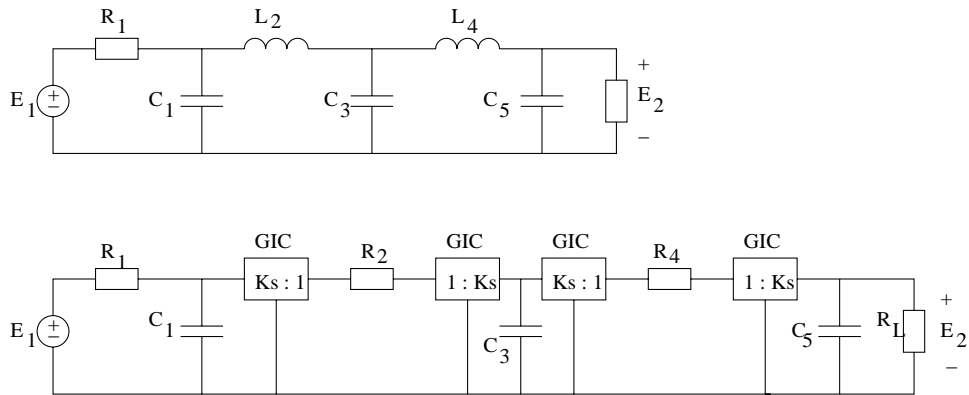 R1 L2 L4
E1 + − C1 C3 C5 + E2 −
GIC GIC GIC GIC
R1 R2 R4
Ks : 1 1 : Ks Ks : 1 1 : Ks
E1 + − C1 C3 C5 RL + E2 −